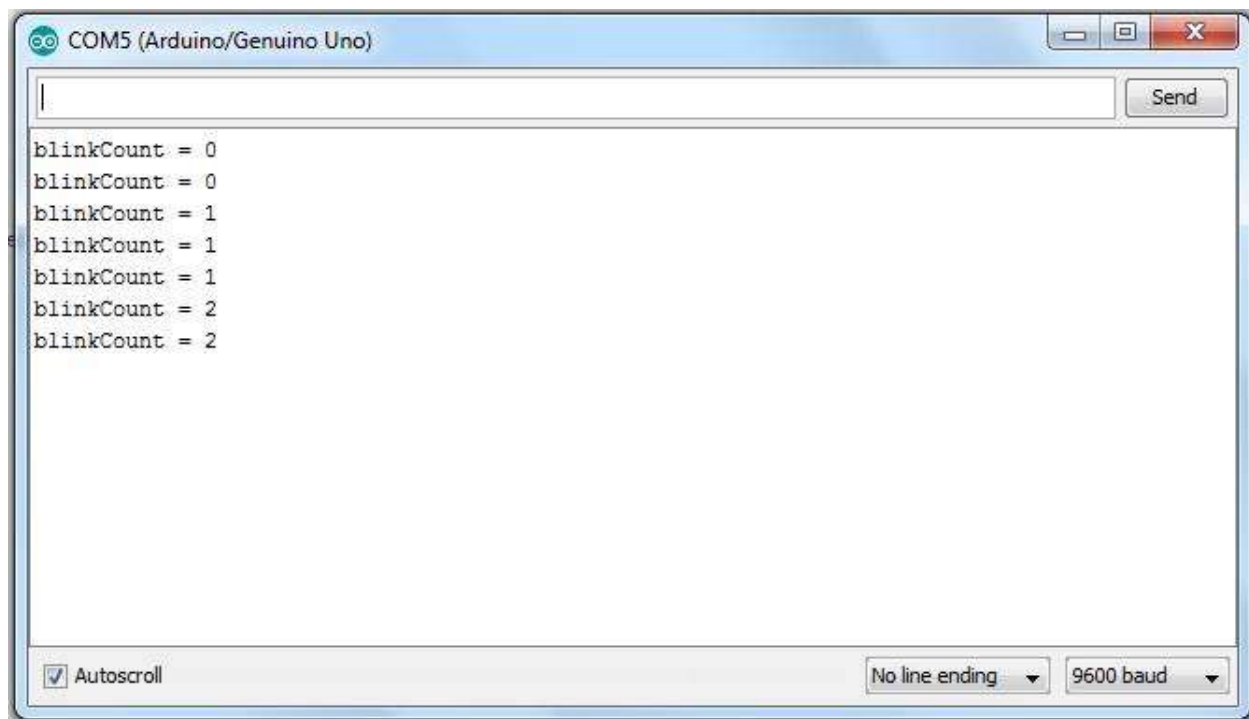 COM5 (Arduino/Genuino Uno)
Send
blinkCount = 0
blinkCount = 0
blinkCount = 1
blinkCount = 1
blinkCount = 1
blinkCount = 2
blinkCount = 2
Autoscroll
No line ending
9600 baud